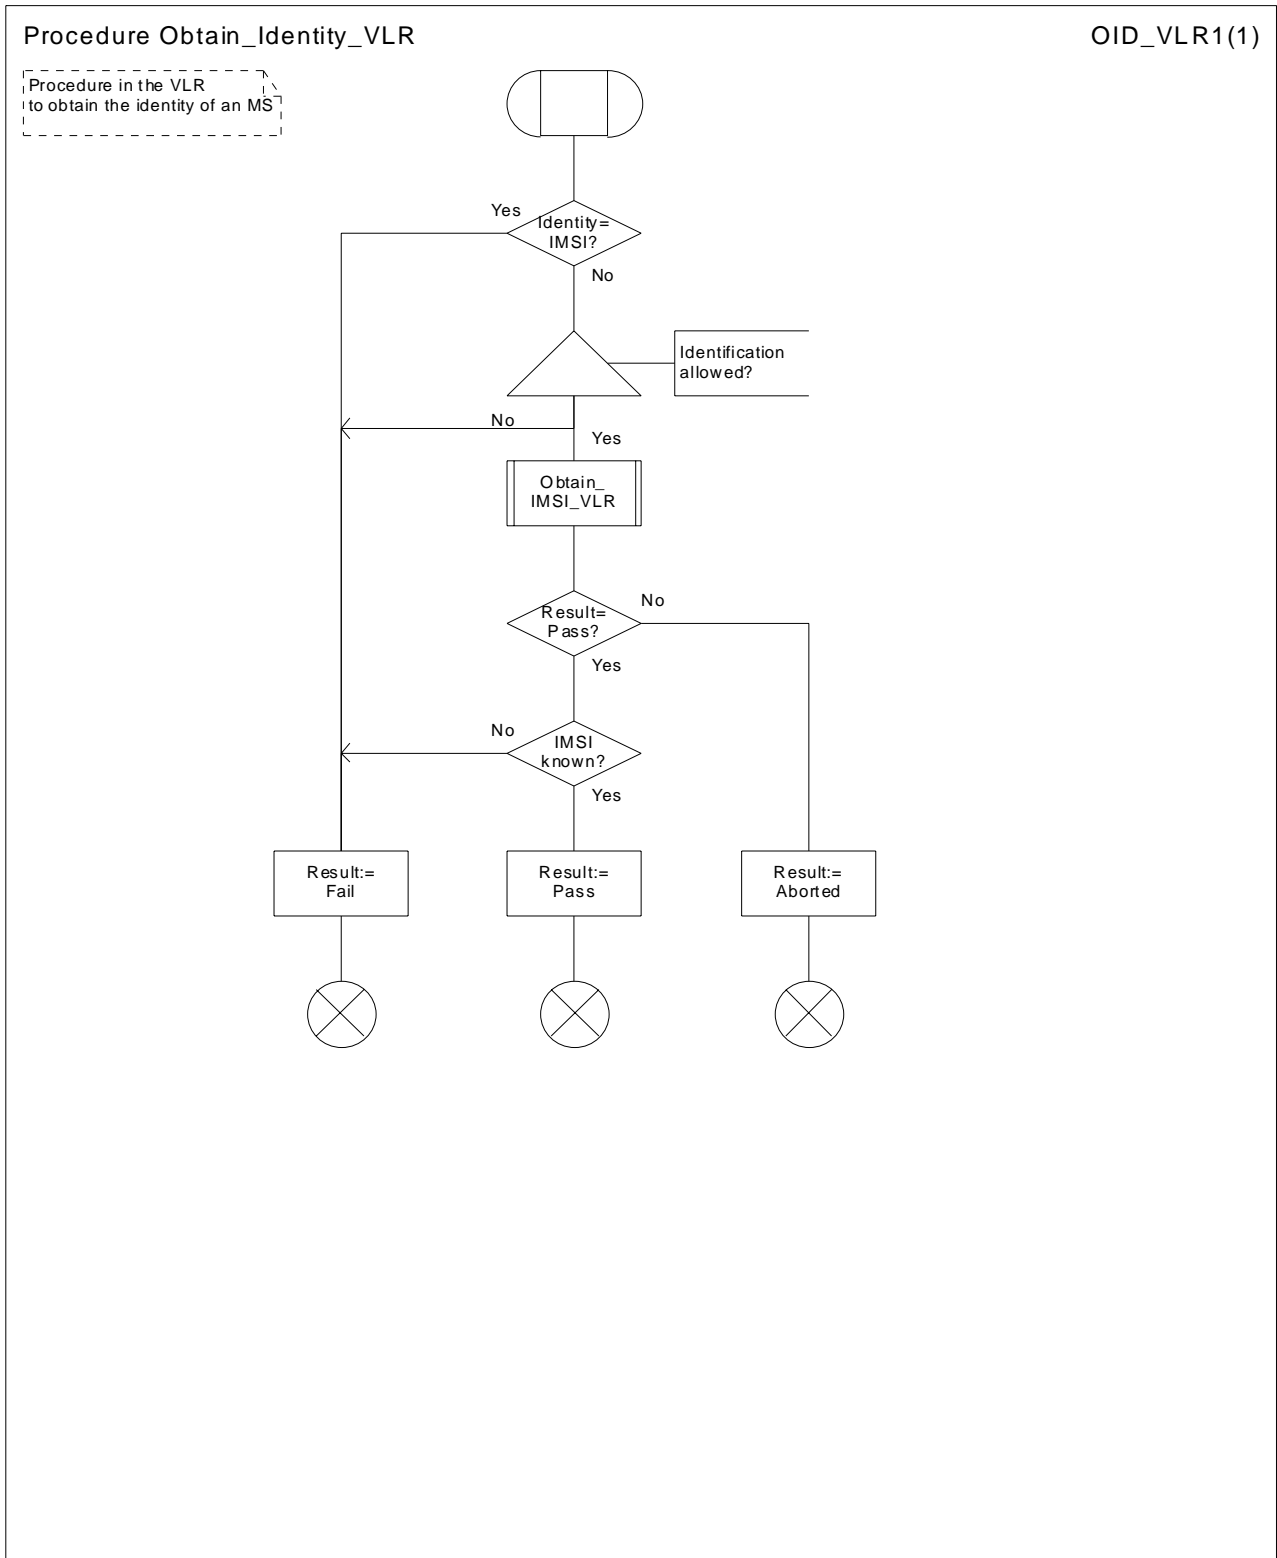 Procedure Obtain_Identity_VLR
OID_VLR1(1)
Procedure in the VLR
to obtain the identity of an MS
Yes
Identity=
IMSI?
No
Identification
allowed?
No
Yes
Obtain_
IMSI_VLR
No
Result=
Pass?
Yes
No
IMSI
known?
Yes
Result:=
Fail
Result:=
Pass
Result:=
Aborted